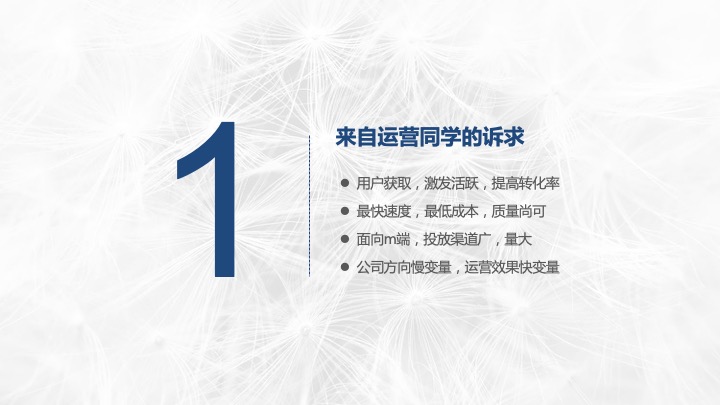 1
来自运营同学的诉求
● 用户获取，激发活跃，提高转化率
● 最快速度，最低成本，质量尚可
● 面向m端，投放渠道广，量大
● 公司方向慢变量，运营效果快变量